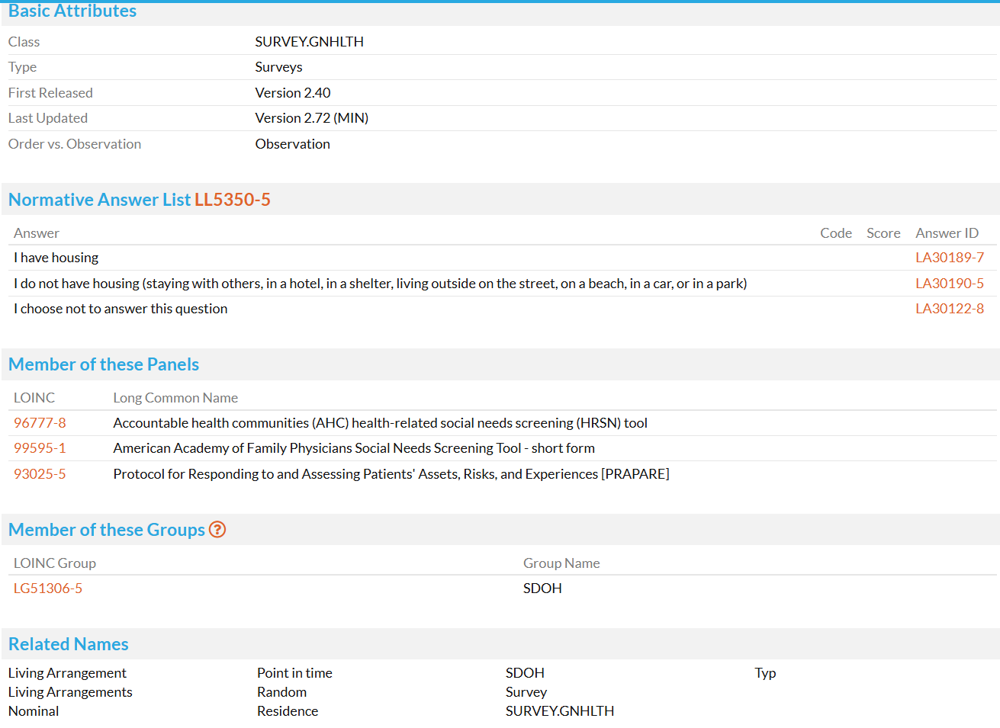 Basic Attributes
Class SURVEY.GNHLTH
Type Surveys
First Released Version 2.40
Last Updated Version 2.72 (MIN)
Order vs. Observation Observation
Normative Answer List LL5350-5
Answer Code Score Answer ID
I have housing LA30189-7
I do not have housing (staying with others, in a hotel, in a shelter, living outside on the street, on a beach, in a car, or in a park) LA30190-5
I choose not to answer this question LA30122-8
Member of these Panels
LOINC Long Common Name
96777-8 Accountable health communities (AHC) health-related social needs screening (HRSN) tool
99595-1 American Academy of Family Physicians Social Needs Screening Tool - short form
93025-5 Protocol for Responding to and Assessing Patients' Assets, Risks, and Experiences [PRAPARE]
Member of these Groups ?
LOINC Group Group Name
LG51306-5 SDOH
Related Names
Living Arrangement Point in time SDOH Typ
Living Arrangements Random Survey
Nominal Residence SURVEY.GNHLTH